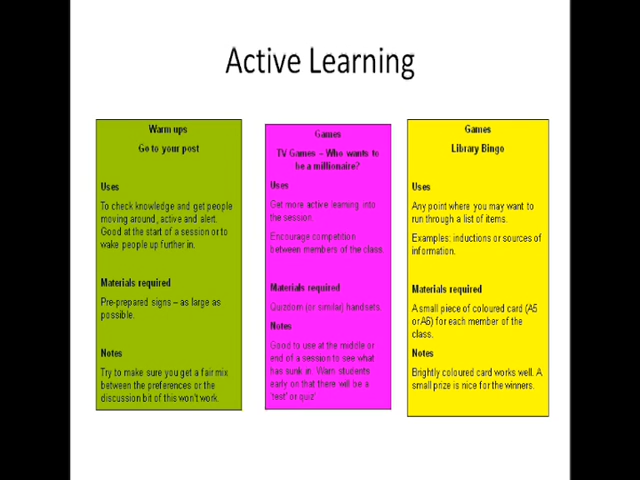 Active Learning
Warm ups
Go to your post
Uses
To check knowledge and get people
moving around, active and alert.
Good at the start of a session or to
wake people up further in.
Materials required
Pre-prepared signs – as large as
possible.
Notes
Try to make sure you get a fair mix
between the preferences or the
discussion bit of this won't work.
Games
TV Games – Who wants to
be a millionaire?
Uses
Get more active learning into
the session.
Encourage competition
between members of the class.
Materials required
Quizdom (or similar) handsets.
Notes
Good to use at the middle or
end of a session to see what
has sunk in. Warn students
early on that there will be a
'test' or quiz'
Games
Library Bingo
Uses
Any point where you may want to
run through a list of items.
Examples: inductions or sources of
information.
Materials required
A small piece of coloured card (A5
or A6) for each member of the
class.
Notes
Brightly coloured card works well. A
small prize is nice for the winners.